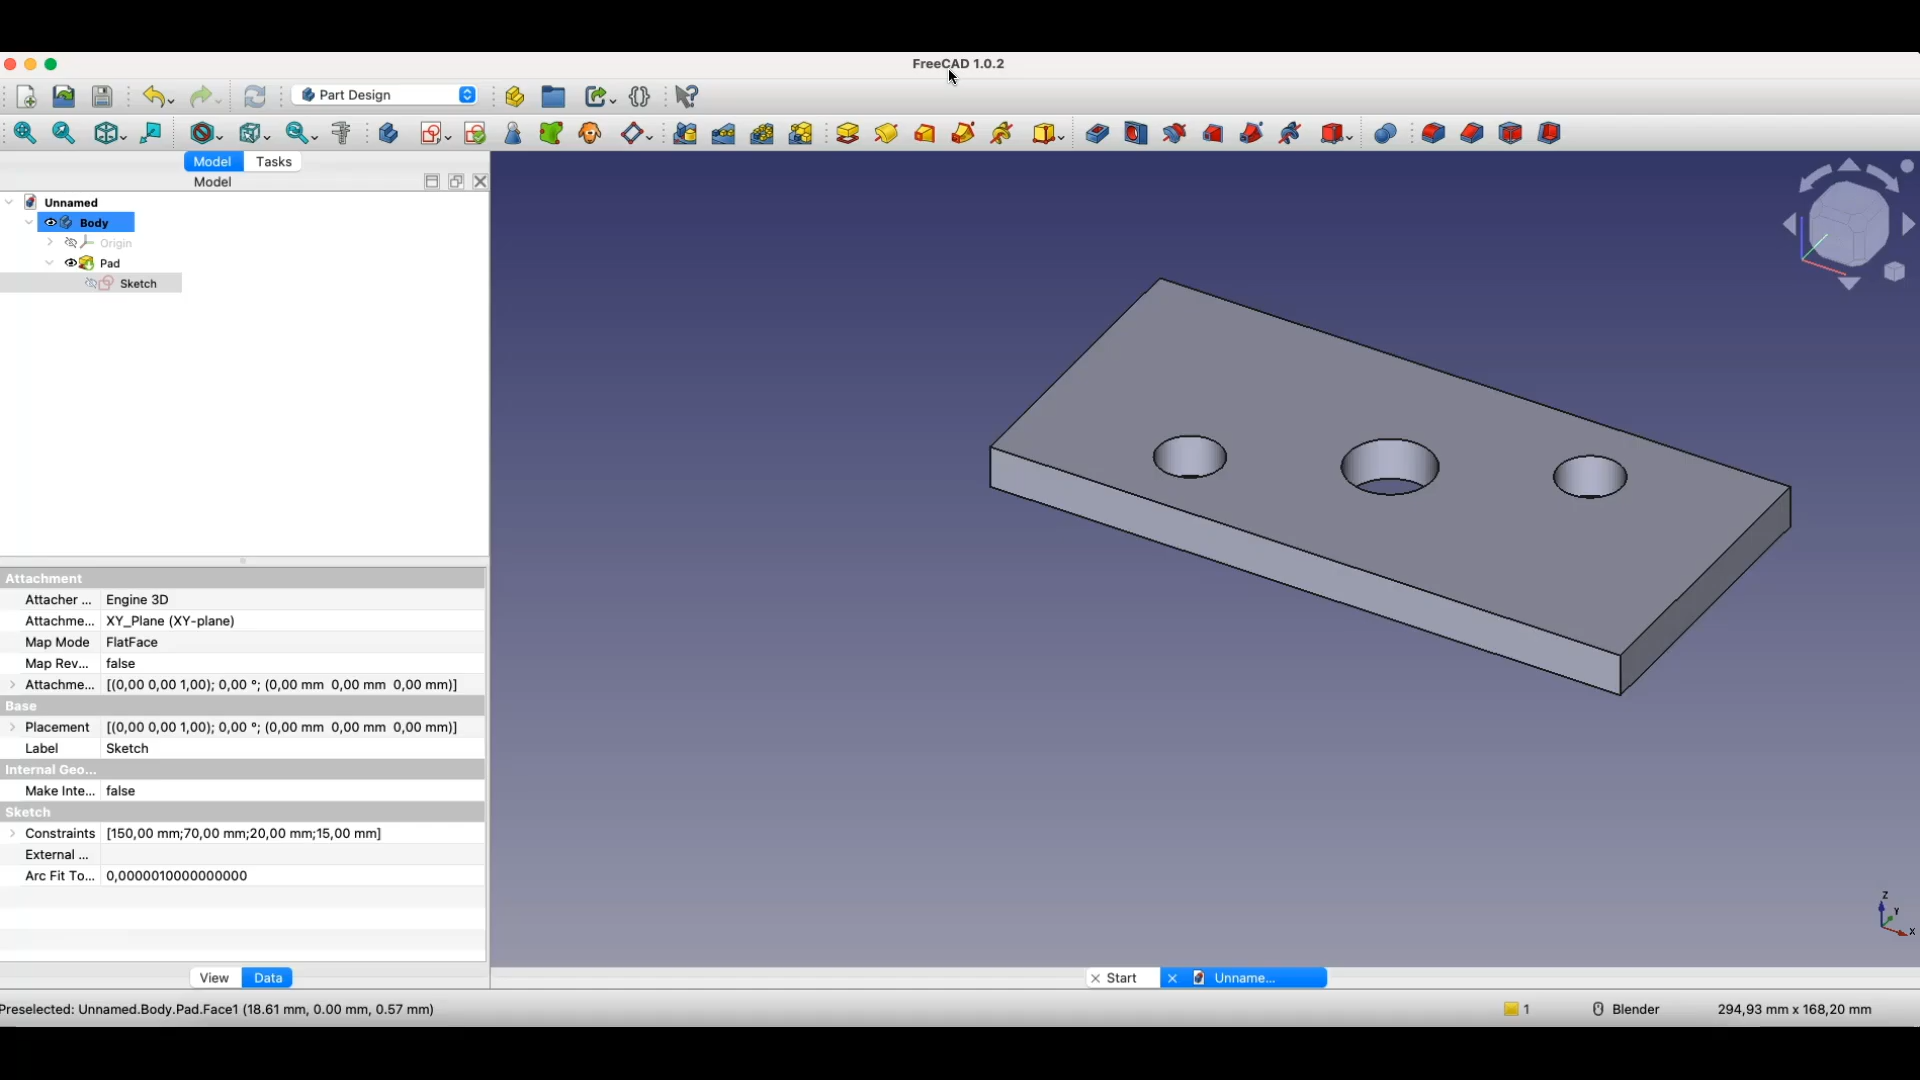 FreeCAD 1.0.2
Part Design
Model
Tasks
Model
Unnamed
Body
Origin
Pad
Sketch
Attachment
Attacher ... Engine 3D
Attachme... XY_Plane (XY-plane)
Map Mode FlatFace
Map Rev... false
Attachme... [(0,00 0,00 1,00); 0,00 °; (0,00 mm  0,00 mm  0,00 mm)]
Base
Placement [(0,00 0,00 1,00); 0,00 °; (0,00 mm  0,00 mm  0,00 mm)]
Label Sketch
Internal Geo...
Make Inte... false
Sketch
Constraints [150,00 mm;70,00 mm;20,00 mm;15,00 mm]
External ...
Arc Fit To... 0,0000010000000000
Z
Y
X
View Data
Start Unname...
Preselected: Unnamed.Body.Pad.Face1 (18.61 mm, 0.00 mm, 0.57 mm) 1 Blender 294,93 mm x 168,20 mm